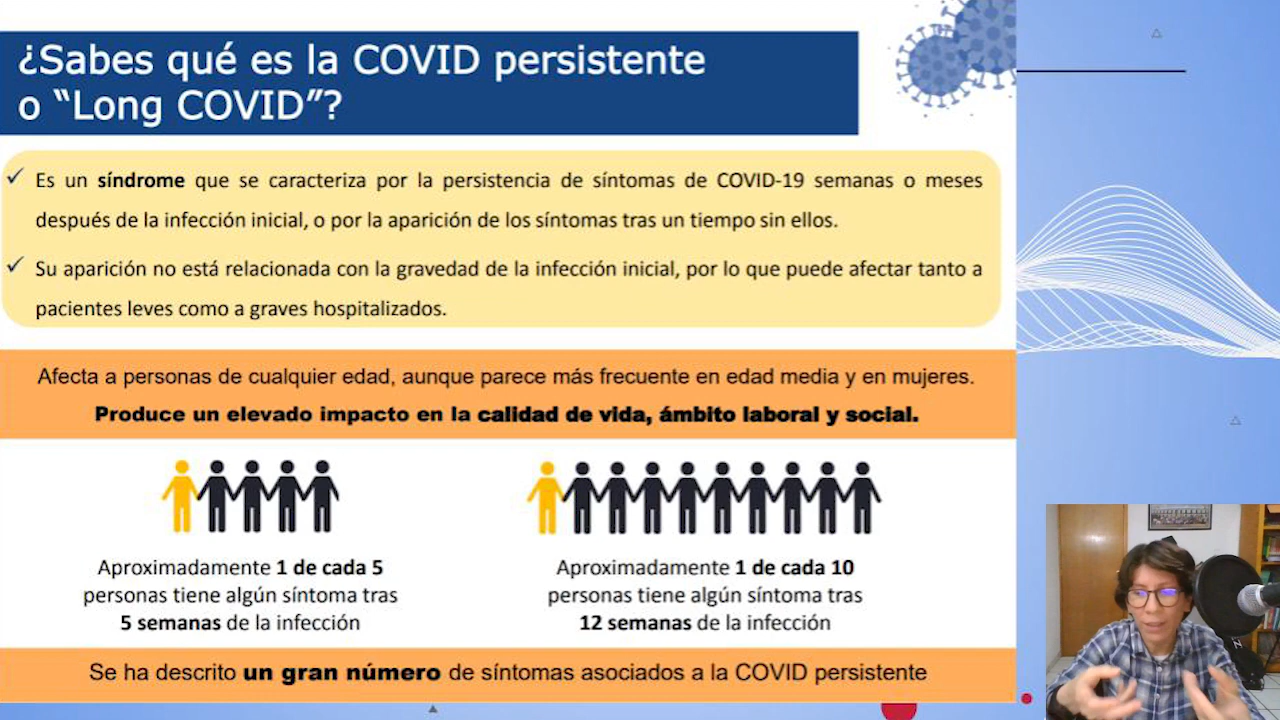 ¿Sabes qué es la COVID persistente
o “Long COVID”?
✓ Es un síndrome que se caracteriza por la persistencia de síntomas de COVID-19 semanas o meses
después de la infección inicial, o por la aparición de los síntomas tras un tiempo sin ellos.
✓ Su aparición no está relacionada con la gravedad de la infección inicial, por lo que puede afectar tanto a
pacientes leves como a graves hospitalizados.
Afecta a personas de cualquier edad, aunque parece más frecuente en edad media y en mujeres.
Produce un elevado impacto en la calidad de vida, ámbito laboral y social.
Aproximadamente 1 de cada 5
personas tiene algún síntoma tras
5 semanas de la infección
Aproximadamente 1 de cada 10
personas tiene algún síntoma tras
12 semanas de la infección
Se ha descrito un gran número de síntomas asociados a la COVID persistente